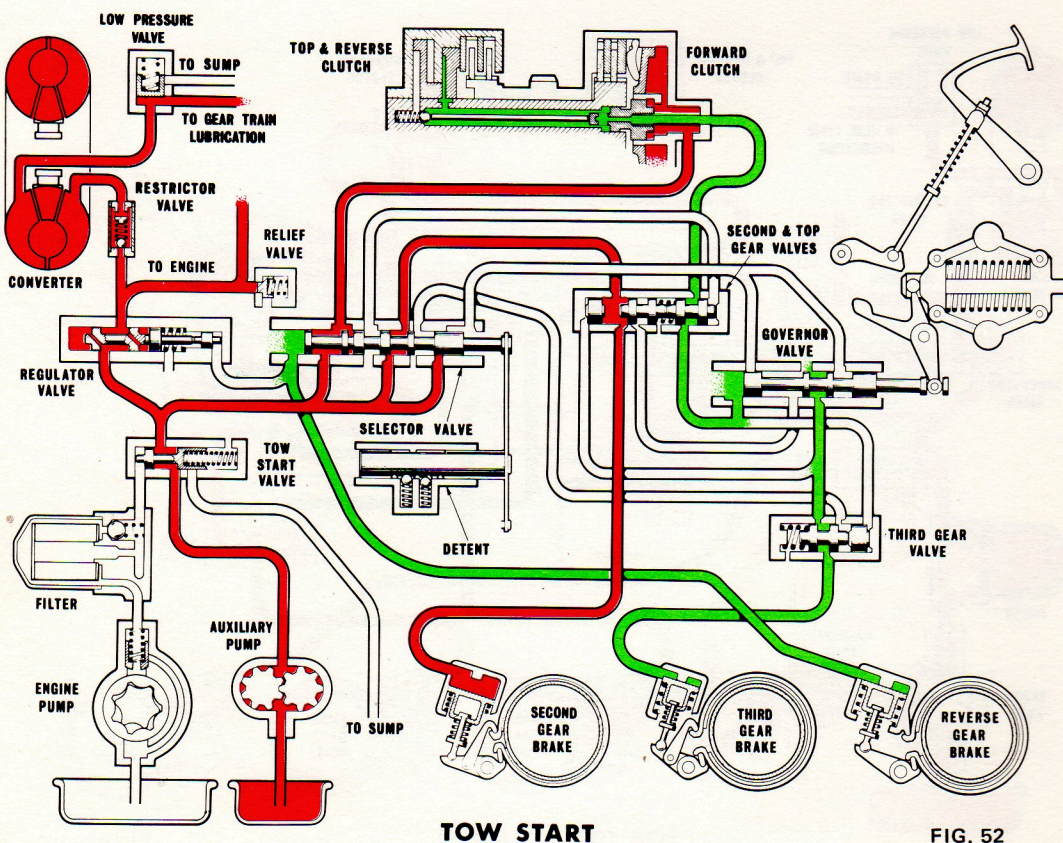 LOW PRESSURE
VALVE
TO SUMP
TO GEAR TRAIN
LUBRICATION
TOP & REVERSE
CLUTCH
FORWARD
CLUTCH
RESTRICTOR
VALVE
CONVERTER
TO ENGINE
RELIEF
VALVE
SECOND & TOP
GEAR VALVES
REGULATOR
VALVE
GOVERNOR
VALVE
SELECTOR VALVE
TOW
START
VALVE
DETENT
THIRD GEAR
VALVE
FILTER
AUXILIARY
PUMP
ENGINE
PUMP
TO SUMP
SECOND
GEAR
BRAKE
THIRD
GEAR
BRAKE
REVERSE
GEAR
BRAKE
TOW START
FIG. 52